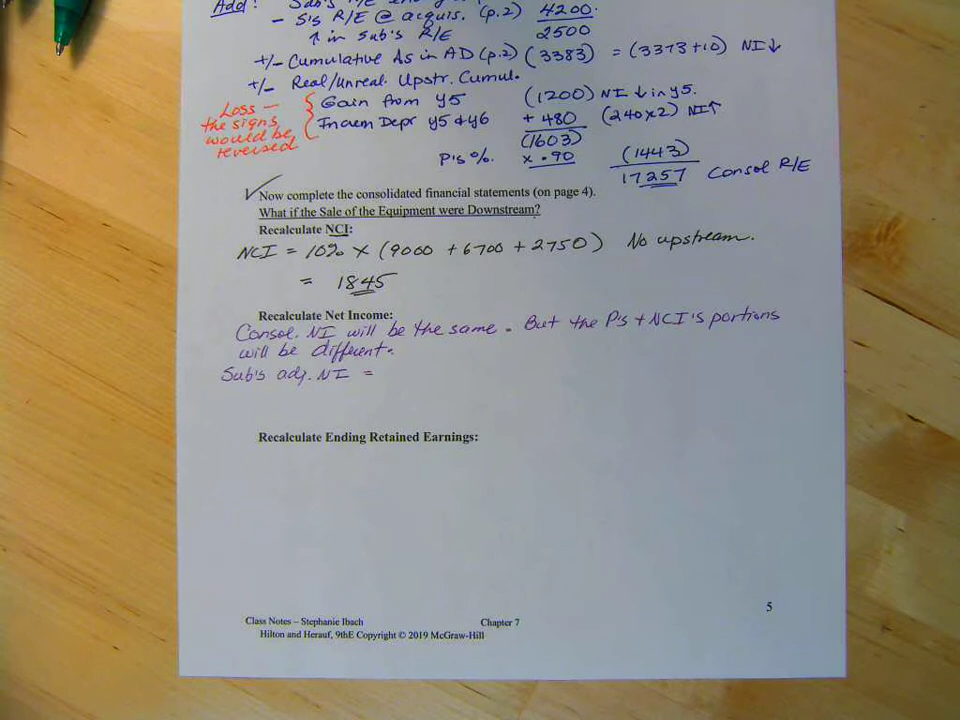 Add:
- S's R/E @ acquis. (p.2) 4200
↑ in sub's R/E 2500
+/- Cumulative As in AD (p.2) (3383) = (3373+10) NI↓
+/- Real/Unreal. Upstr. Cumul.
Loss – the signs would be reversed
Gain from Y5 (1200) NI ↓ in Y5.
Increm Depr Y5 & Y6 + 480 (240x2) NI↑
(1603)
P's %. x .90 (1443)
17257 Consol R/E
✓ Now complete the consolidated financial statements (on page 4).
What if the Sale of the Equipment were Downstream?
Recalculate NCI:
NCI = 10% x (9000 + 6700 + 2750) No upstream.
= 1845
Recalculate Net Income:
Consol. NI will be the same. But the P's + NCI's portions
will be different.
Sub's adj. NI =
Recalculate Ending Retained Earnings:
5
Class Notes – Stephanie Ibach Chapter 7
Hilton and Herauf, 9thE Copyright © 2019 McGraw-Hill